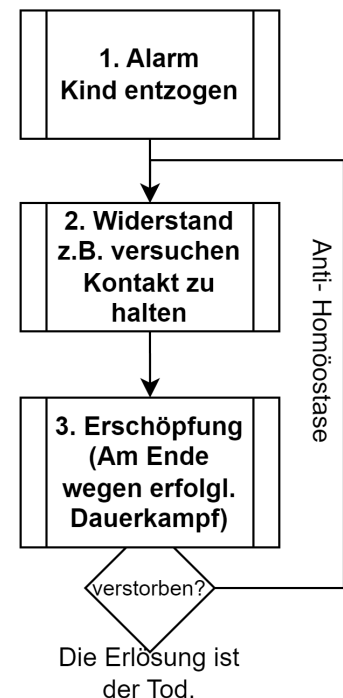 1. Alarm
Kind entzogen
2. Widerstand
z.B. versuchen
Kontakt zu
halten
Anti- Homöostase
3. Erschöpfung
(Am Ende
wegen erfolgl.
Dauerkampf)
verstorben?
Die Erlösung ist
der Tod.